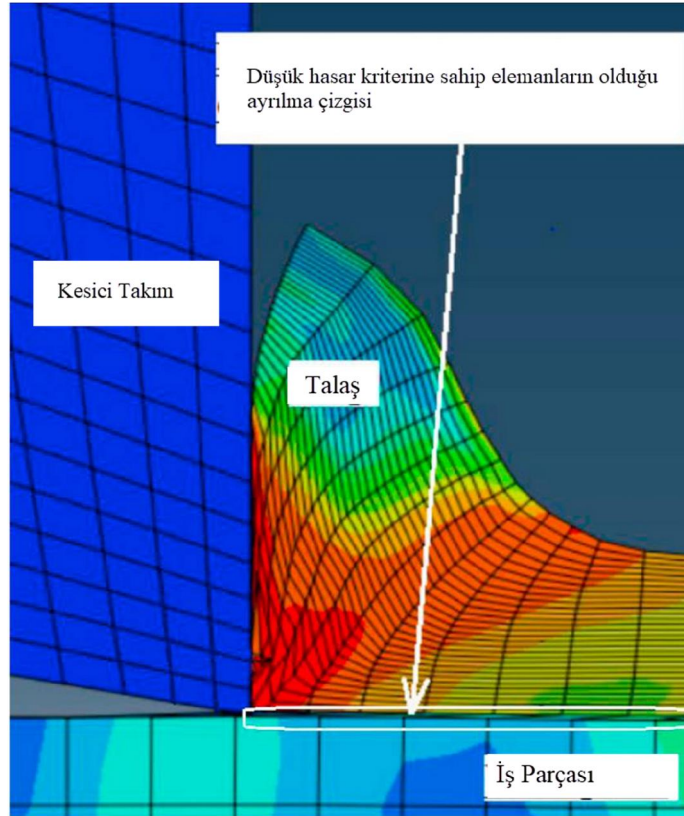 Düşük hasar kriterine sahip elemanların olduğu
ayrılma çizgisi
Kesici Takım
Talaş
İş Parçası